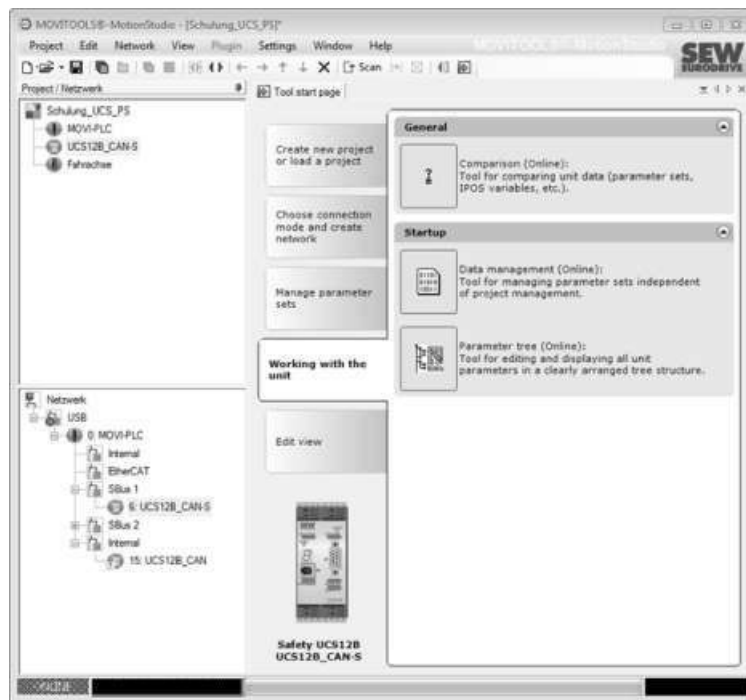 MOVITOOLS®-MotionStudio - [Schulung_UCS_PS]*
Project Edit Network View Plugin Settings Window Help
SEW
EURODRIVE
Scan
Project / Netzwerk
Tool start page
Schulung_UCS_PS
MOVI-PLC
UCS12B_CAN-S
Fahrachse
Create new project
or load a project
Choose connection
mode and create
network
Manage parameter
sets
Working with the
unit
Edit view
General
Comparison (Online):
Tool for comparing unit data (parameter sets,
IPOS variables, etc.).
Startup
Data management (Online):
Tool for managing parameter sets independent
of project management.
Parameter tree (Online):
Tool for editing and displaying all unit
parameters in a clearly arranged tree structure.
Netzwerk
USB
0: MOVI-PLC
Internal
EtherCAT
SBus 1
6: UCS12B_CAN-S
SBus 2
Internal
15: UCS12B_CAN
Safety UCS12B
UCS12B_CAN-S
ONLINE